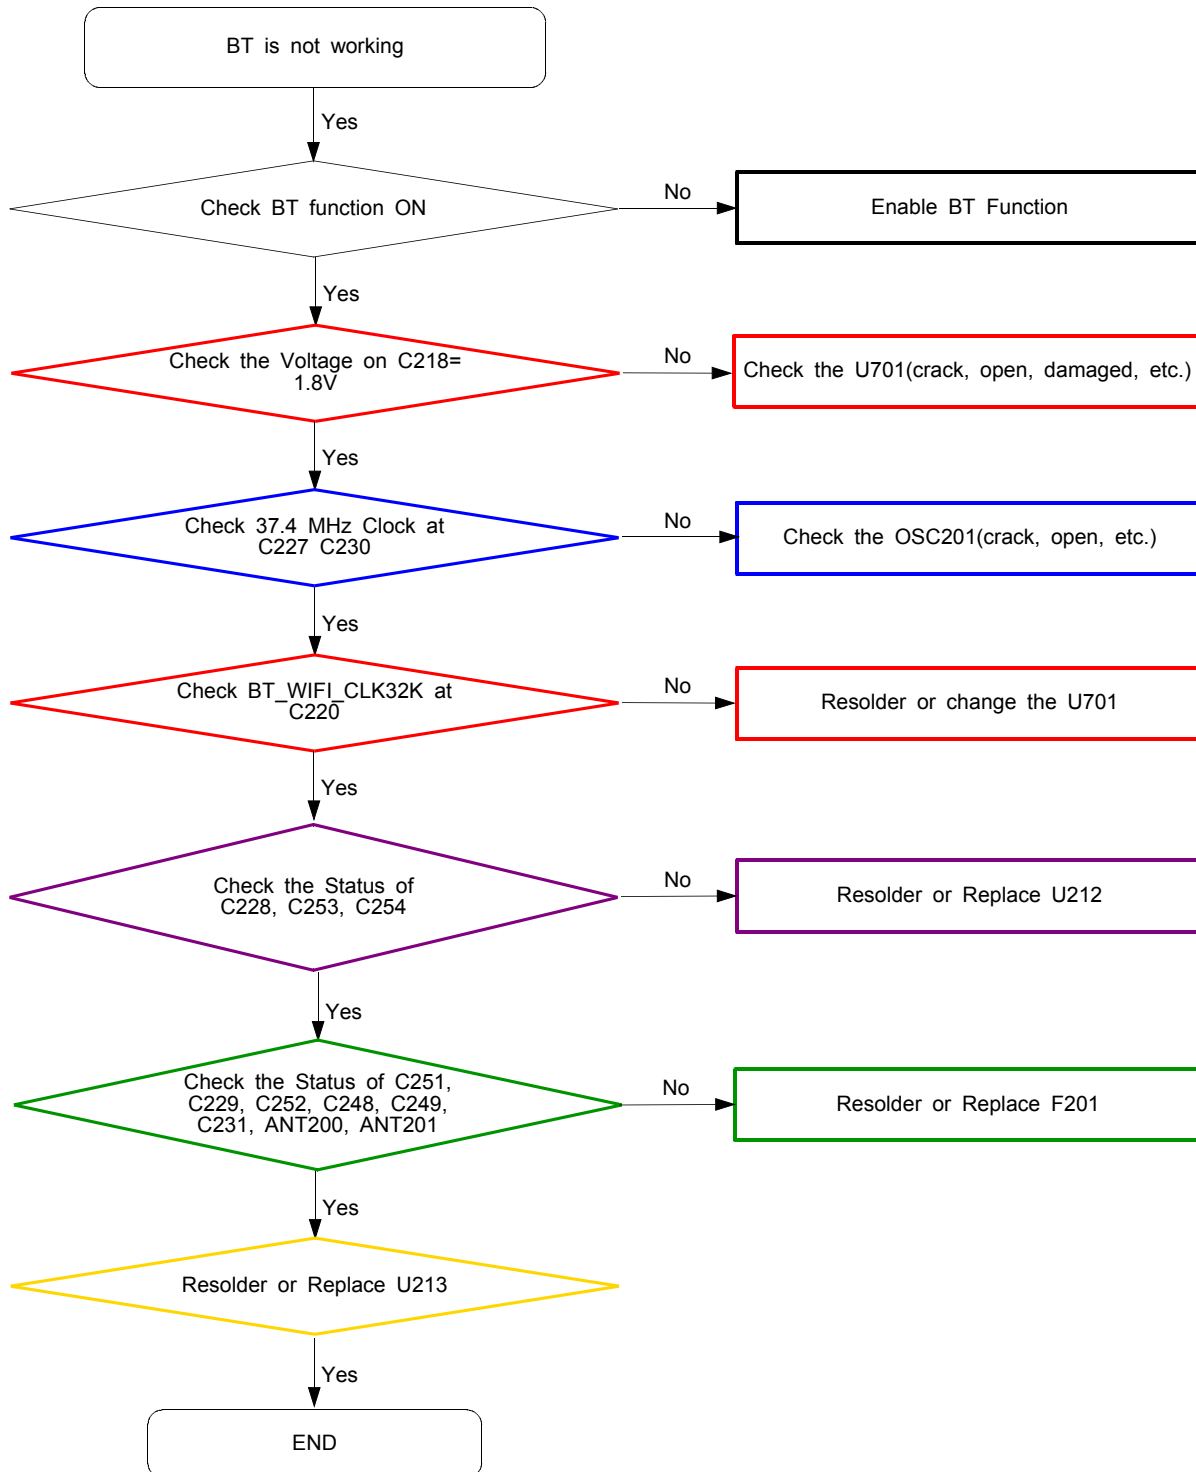 BT is not working
Yes
Check BT function ON
No
Enable BT Function
Yes
Check the Voltage on C218=
1.8V
No
Check the U701(crack, open, damaged, etc.)
Yes
Check 37.4 MHz Clock at
C227 C230
No
Check the OSC201(crack, open, etc.)
Yes
Check BT_WIFI_CLK32K at
C220
No
Resolder or change the U701
Yes
Check the Status of
C228, C253, C254
No
Resolder or Replace U212
Yes
Check the Status of C251,
C229, C252, C248, C249,
C231, ANT200, ANT201
No
Resolder or Replace F201
Yes
Resolder or Replace U213
Yes
END